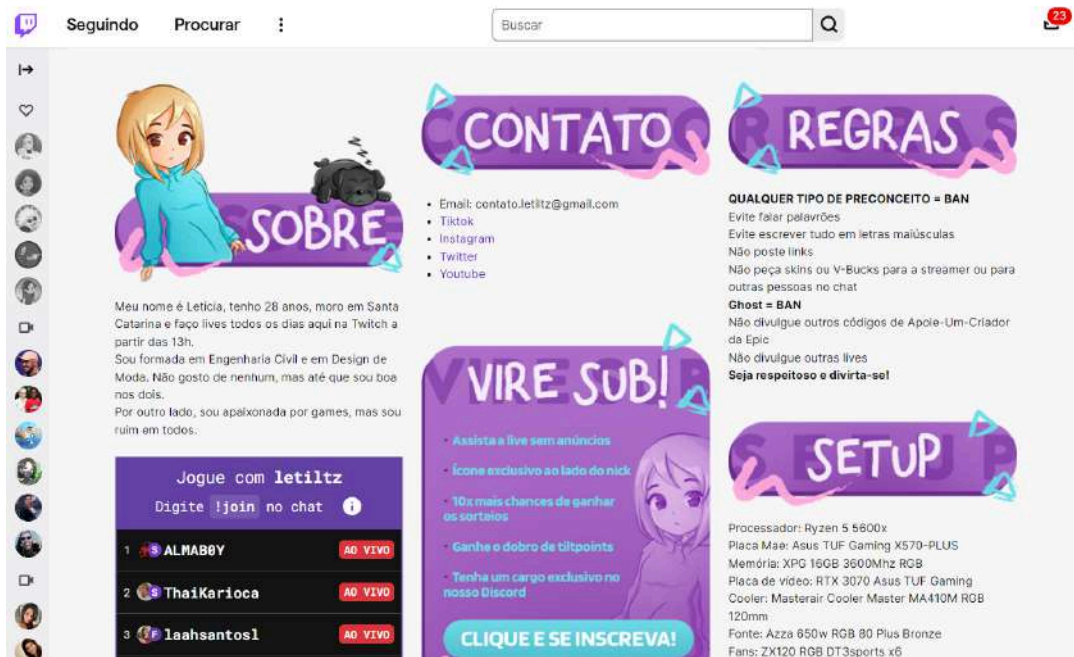 Seguindo
Procurar
Buscar
23
SOBRE
Meu nome é Leticia, tenho 28 anos, moro em Santa
Catarina e faço lives todos os dias aqui na Twitch a
partir das 13h.
Sou formada em Engenharia Civil e em Design de
Moda. Não gosto de nenhum, mas até que sou boa
nos dois.
Por outro lado, sou apaixonada por games, mas sou
ruim em todos.
Jogue com letiltz
Digite !join no chat
1 ALMAB0Y AO VIVO
2 ThaiKarioca AO VIVO
3 laahsantosl AO VIVO
CONTATO
Email: contato.letiltz@gmail.com
Tiktok
Instagram
Twitter
Youtube
VIRE SUB!
- Assista a live sem anúncios
- Ícone exclusivo ao lado do nick
- 10x mais chances de ganhar
os sorteios
- Ganhe o dobro de tiltpoints
- Tenha um cargo exclusivo no
nosso Discord
CLIQUE E SE INSCREVA!
REGRAS
QUALQUER TIPO DE PRECONCEITO = BAN
Evite falar palavrões
Evite escrever tudo em letras maiúsculas
Não poste links
Não peça skins ou V-Bucks para a streamer ou para
outras pessoas no chat
Ghost = BAN
Não divulgue outros códigos de Apoie-Um-Criador
da Epic
Não divulgue outras lives
Seja respeitoso e divirta-se!
SETUP
Processador: Ryzen 5 5600x
Placa Mae: Asus TUF Gaming X570-PLUS
Memória: XPG 16GB 3600Mhz RGB
Placa de vídeo: RTX 3070 Asus TUF Gaming
Cooler: Masterair Cooler Master MA410M RGB
120mm
Fonte: Azza 650w RGB 80 Plus Bronze
Fans: ZX120 RGB DT3sports x6